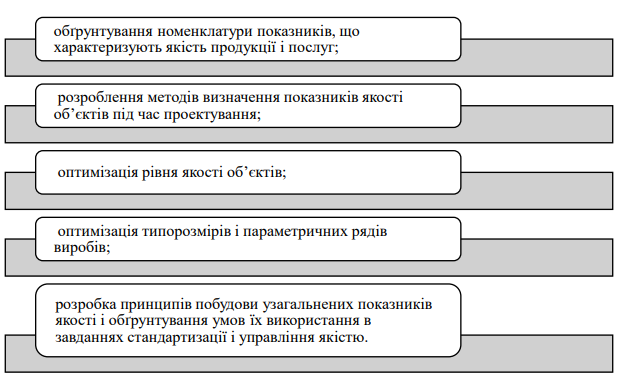 обґрунтування номенклатури показників, що
характеризують якість продукції і послуг;
розроблення методів визначення показників якості
об’єктів під час проектування;
оптимізація рівня якості об’єктів;
оптимізація типорозмірів і параметричних рядів
виробів;
розробка принципів побудови узагальнених показників
якості і обґрунтування умов їх використання в
завданнях стандартизації і управління якістю.